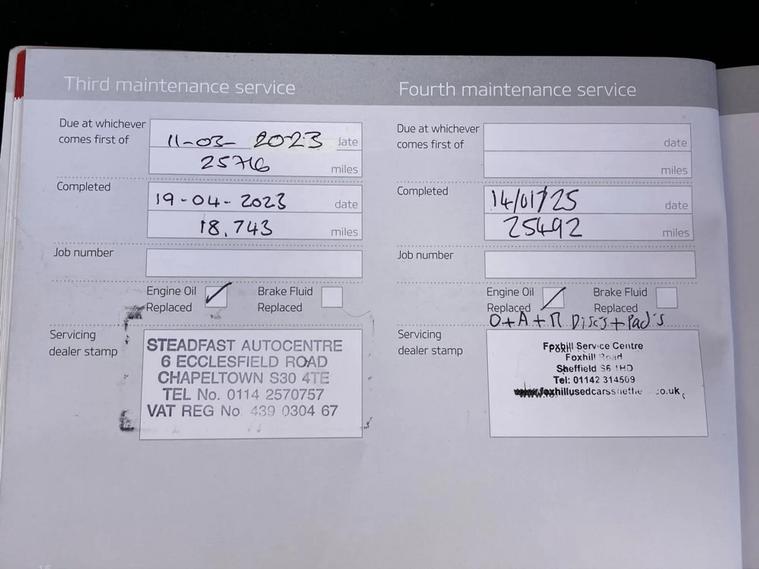 Third maintenance service
Due at whichever
comes first of
11-03- 2023 date
25716 miles
Completed
19-04-2023 date
18,743 miles
Job number
Engine Oil
Replaced
Brake Fluid
Replaced
Servicing
dealer stamp
STEADFAST AUTOCENTRE
6 ECCLESFIELD ROAD
CHAPELTOWN S30 4TE
TEL No. 0114 2570757
VAT REG No 439 0304 67
Fourth maintenance service
Due at whichever
comes first of
date
miles
Completed
14/01/25 date
25492 miles
Job number
Engine Oil
Replaced
Brake Fluid
Replaced
O+A+Π Discs+Pad's
Servicing
dealer stamp
Foxhill Service Centre
Foxhill Road
Sheffield S6 1HD
Tel: 01142 314509